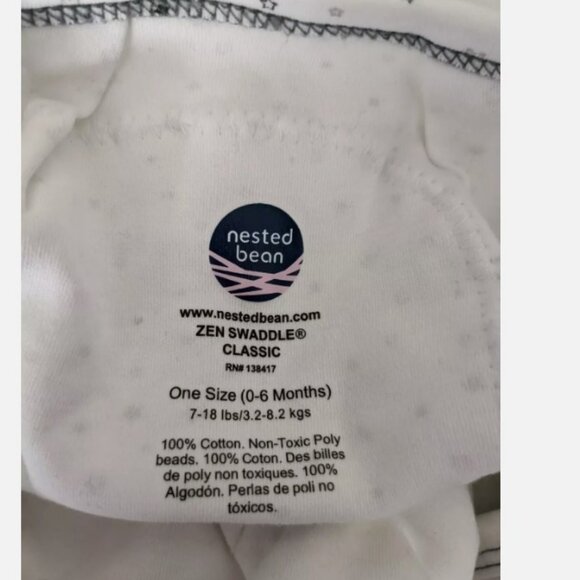 nested
bean
www.nestedbean.com
ZEN SWADDLE®
CLASSIC
RN# 138417
One Size (0-6 Months)
7-18 lbs/3.2-8.2 kgs
100% Cotton. Non-Toxic Poly
beads. 100% Coton. Des billes
de poly non toxiques. 100%
Algodón. Perlas de poli no
tóxicos.